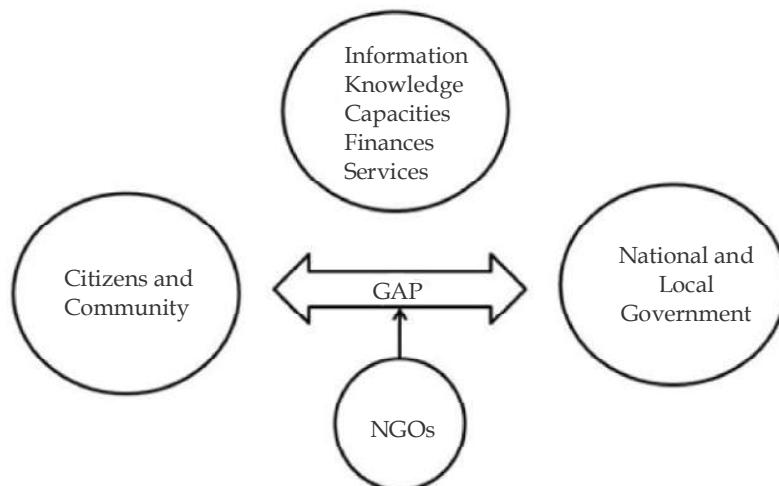 Information
Knowledge
Capacities
Finances
Services
Citizens and
Community
GAP
National and
Local
Government
NGOs